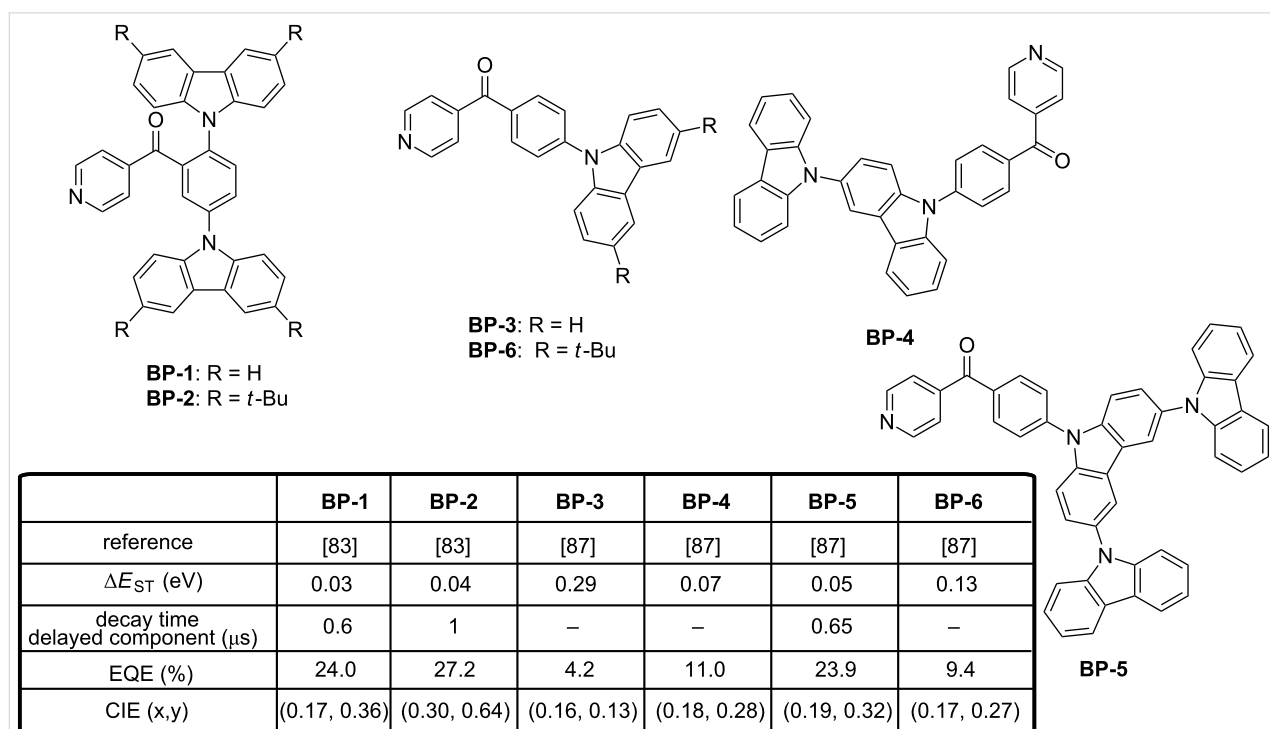 R R
N
O
N
N
R R
BP-1: R = H
BP-2: R = t-Bu
O
N
N
R
R
BP-3: R = H
BP-6: R = t-Bu
N
O
N
N
BP-4
O
N
N
N
N
BP-5
BP-1 BP-2 BP-3 BP-4 BP-5 BP-6
reference [83] [83] [87] [87] [87] [87]
ΔEST (eV) 0.03 0.04 0.29 0.07 0.05 0.13
decay time
delayed component (μs) 0.6 1 – – 0.65 –
EQE (%) 24.0 27.2 4.2 11.0 23.9 9.4
CIE (x,y) (0.17, 0.36) (0.30, 0.64) (0.16, 0.13) (0.18, 0.28) (0.19, 0.32) (0.17, 0.27)